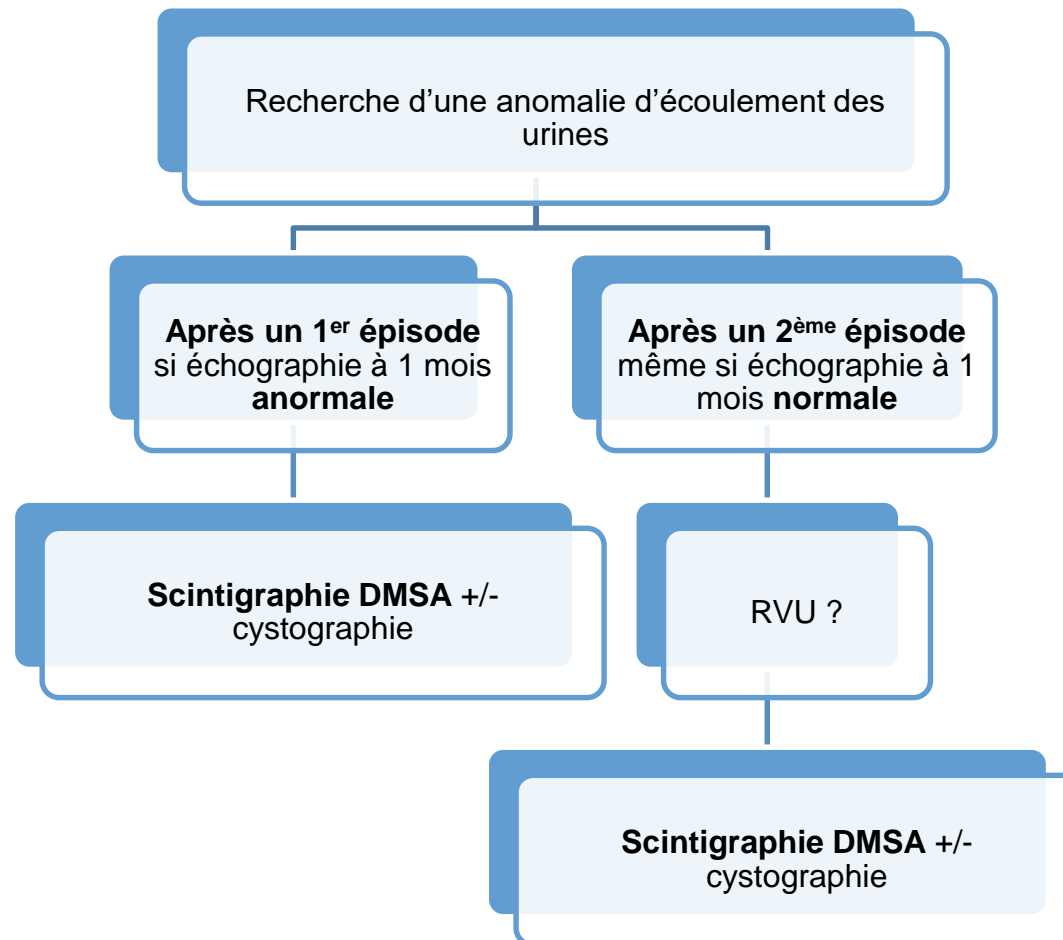 Recherche d’une anomalie d’écoulement des
urines
Après un 1er épisode
si échographie à 1 mois
anormale
Après un 2ème épisode
même si échographie à 1
mois normale
Scintigraphie DMSA +/-
cystographie
RVU ?
Scintigraphie DMSA +/-
cystographie